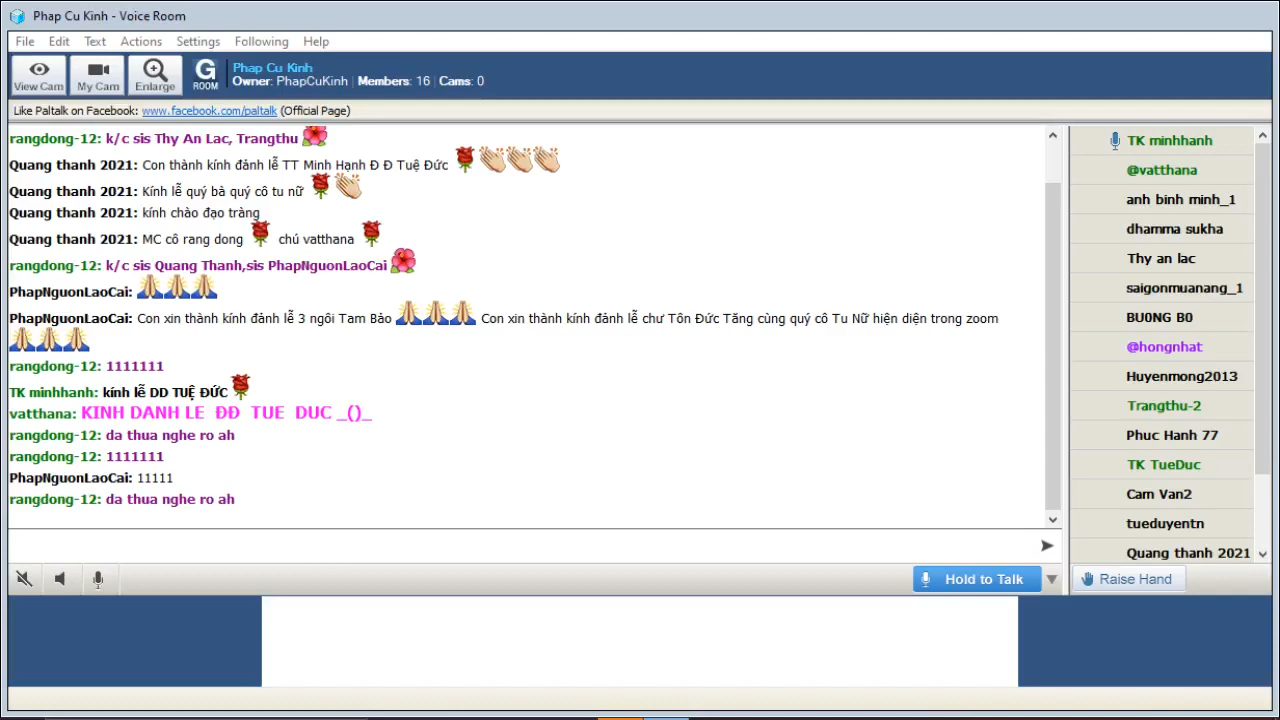 Phap Cu Kinh - Voice Room
File Edit Text Actions Settings Following Help
View Cam My Cam Enlarge G ROOM
Phap Cu Kinh
Owner: PhapCuKinh Members: 16 Cams: 0
Like Paltalk on Facebook: www.facebook.com/paltalk (Official Page)
rangdong-12: k/c sis Thy An Lac, Trangthu
Quang thanh 2021: Con thành kính đảnh lễ TT Minh Hạnh Đ Đ Tuệ Đức
Quang thanh 2021: Kính lễ quý bà quý cô tu nữ
Quang thanh 2021: kính chào đạo tràng
Quang thanh 2021: MC cô rang dong chú vatthana
rangdong-12: k/c sis Quang Thanh,sis PhapNguonLaoCai
PhapNguonLaoCai:
PhapNguonLaoCai: Con xin thành kính đảnh lễ 3 ngôi Tam Bảo Con xin thành kính đảnh lễ chư Tôn Đức Tăng cùng quý cô Tu Nữ hiện diện trong zoom
rangdong-12: 1111111
TK minhhanh: kính lễ DD TUỆ ĐỨC
vatthana: KINH DANH LE ĐĐ TUE DUC _()_
rangdong-12: da thua nghe ro ah
rangdong-12: 1111111
PhapNguonLaoCai: 11111
rangdong-12: da thua nghe ro ah
TK minhhanh
@vatthana
anh binh minh_1
dhamma sukha
Thy an lac
saigonmuanang_1
BU0NG B0
@hongnhat
Huyenmong2013
Trangthu-2
Phuc Hanh 77
TK TueDuc
Cam Van2
tueduyentn
Quang thanh 2021
Hold to Talk
Raise Hand